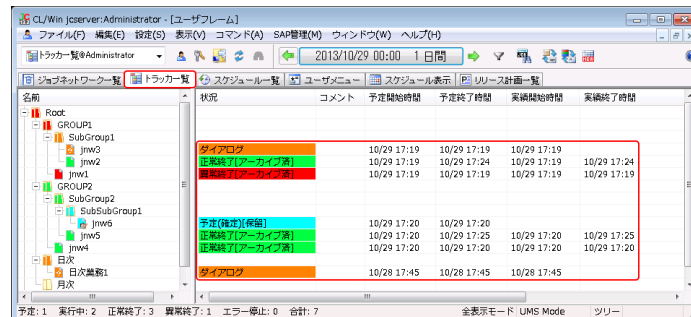 CL/Win jcserver:Administrator - [ユーザフレーム]
ファイル(F) 編集(E) 設定(S) 表示(V) コマンド(A) SAP管理(M) ウィンドウ(W) ヘルプ(H)
トラッカー一覧@Administrator 2013/10/29 00:00 1 日間
ジョブネットワーク一覧 トラッカー一覧 スケジュール一覧 ユーザメニュー スケジュール表示 リリース計画一覧
名前 状況 コメント 予定開始時間 予定終了時間 実績開始時間 実績終了時間
Root
GROUP1
SubGroup1
jnw3 ダイアログ 10/29 17:19 10/29 17:19 10/29 17:19
jnw2 正常終了[アーカイブ済] 10/29 17:19 10/29 17:24 10/29 17:19 10/29 17:24
jnw1 異常終了[アーカイブ済] 10/29 17:19 10/29 17:19 10/29 17:19 10/29 17:19
GROUP2
SubGroup2
SubSubGroup1
jnw6 予定(確定)[保留] 10/29 17:20 10/29 17:20
jnw5 正常終了[アーカイブ済] 10/29 17:20 10/29 17:25 10/29 17:20 10/29 17:25
jnw4 正常終了[アーカイブ済] 10/29 17:20 10/29 17:20 10/29 17:20 10/29 17:20
日次
日次業務1 ダイアログ 10/28 17:45 10/28 17:45 10/28 17:45
月次
予定: 1 実行中: 2 正常終了: 3 異常終了: 1 エラー停止: 0 合計: 7 全表示モード UMS Mode ツリー